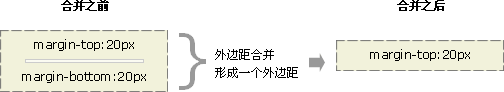 合并之前
margin-top:20px
margin-bottom:20px
外边距合并
形成一个外边距
合并之后
margin-top:20px